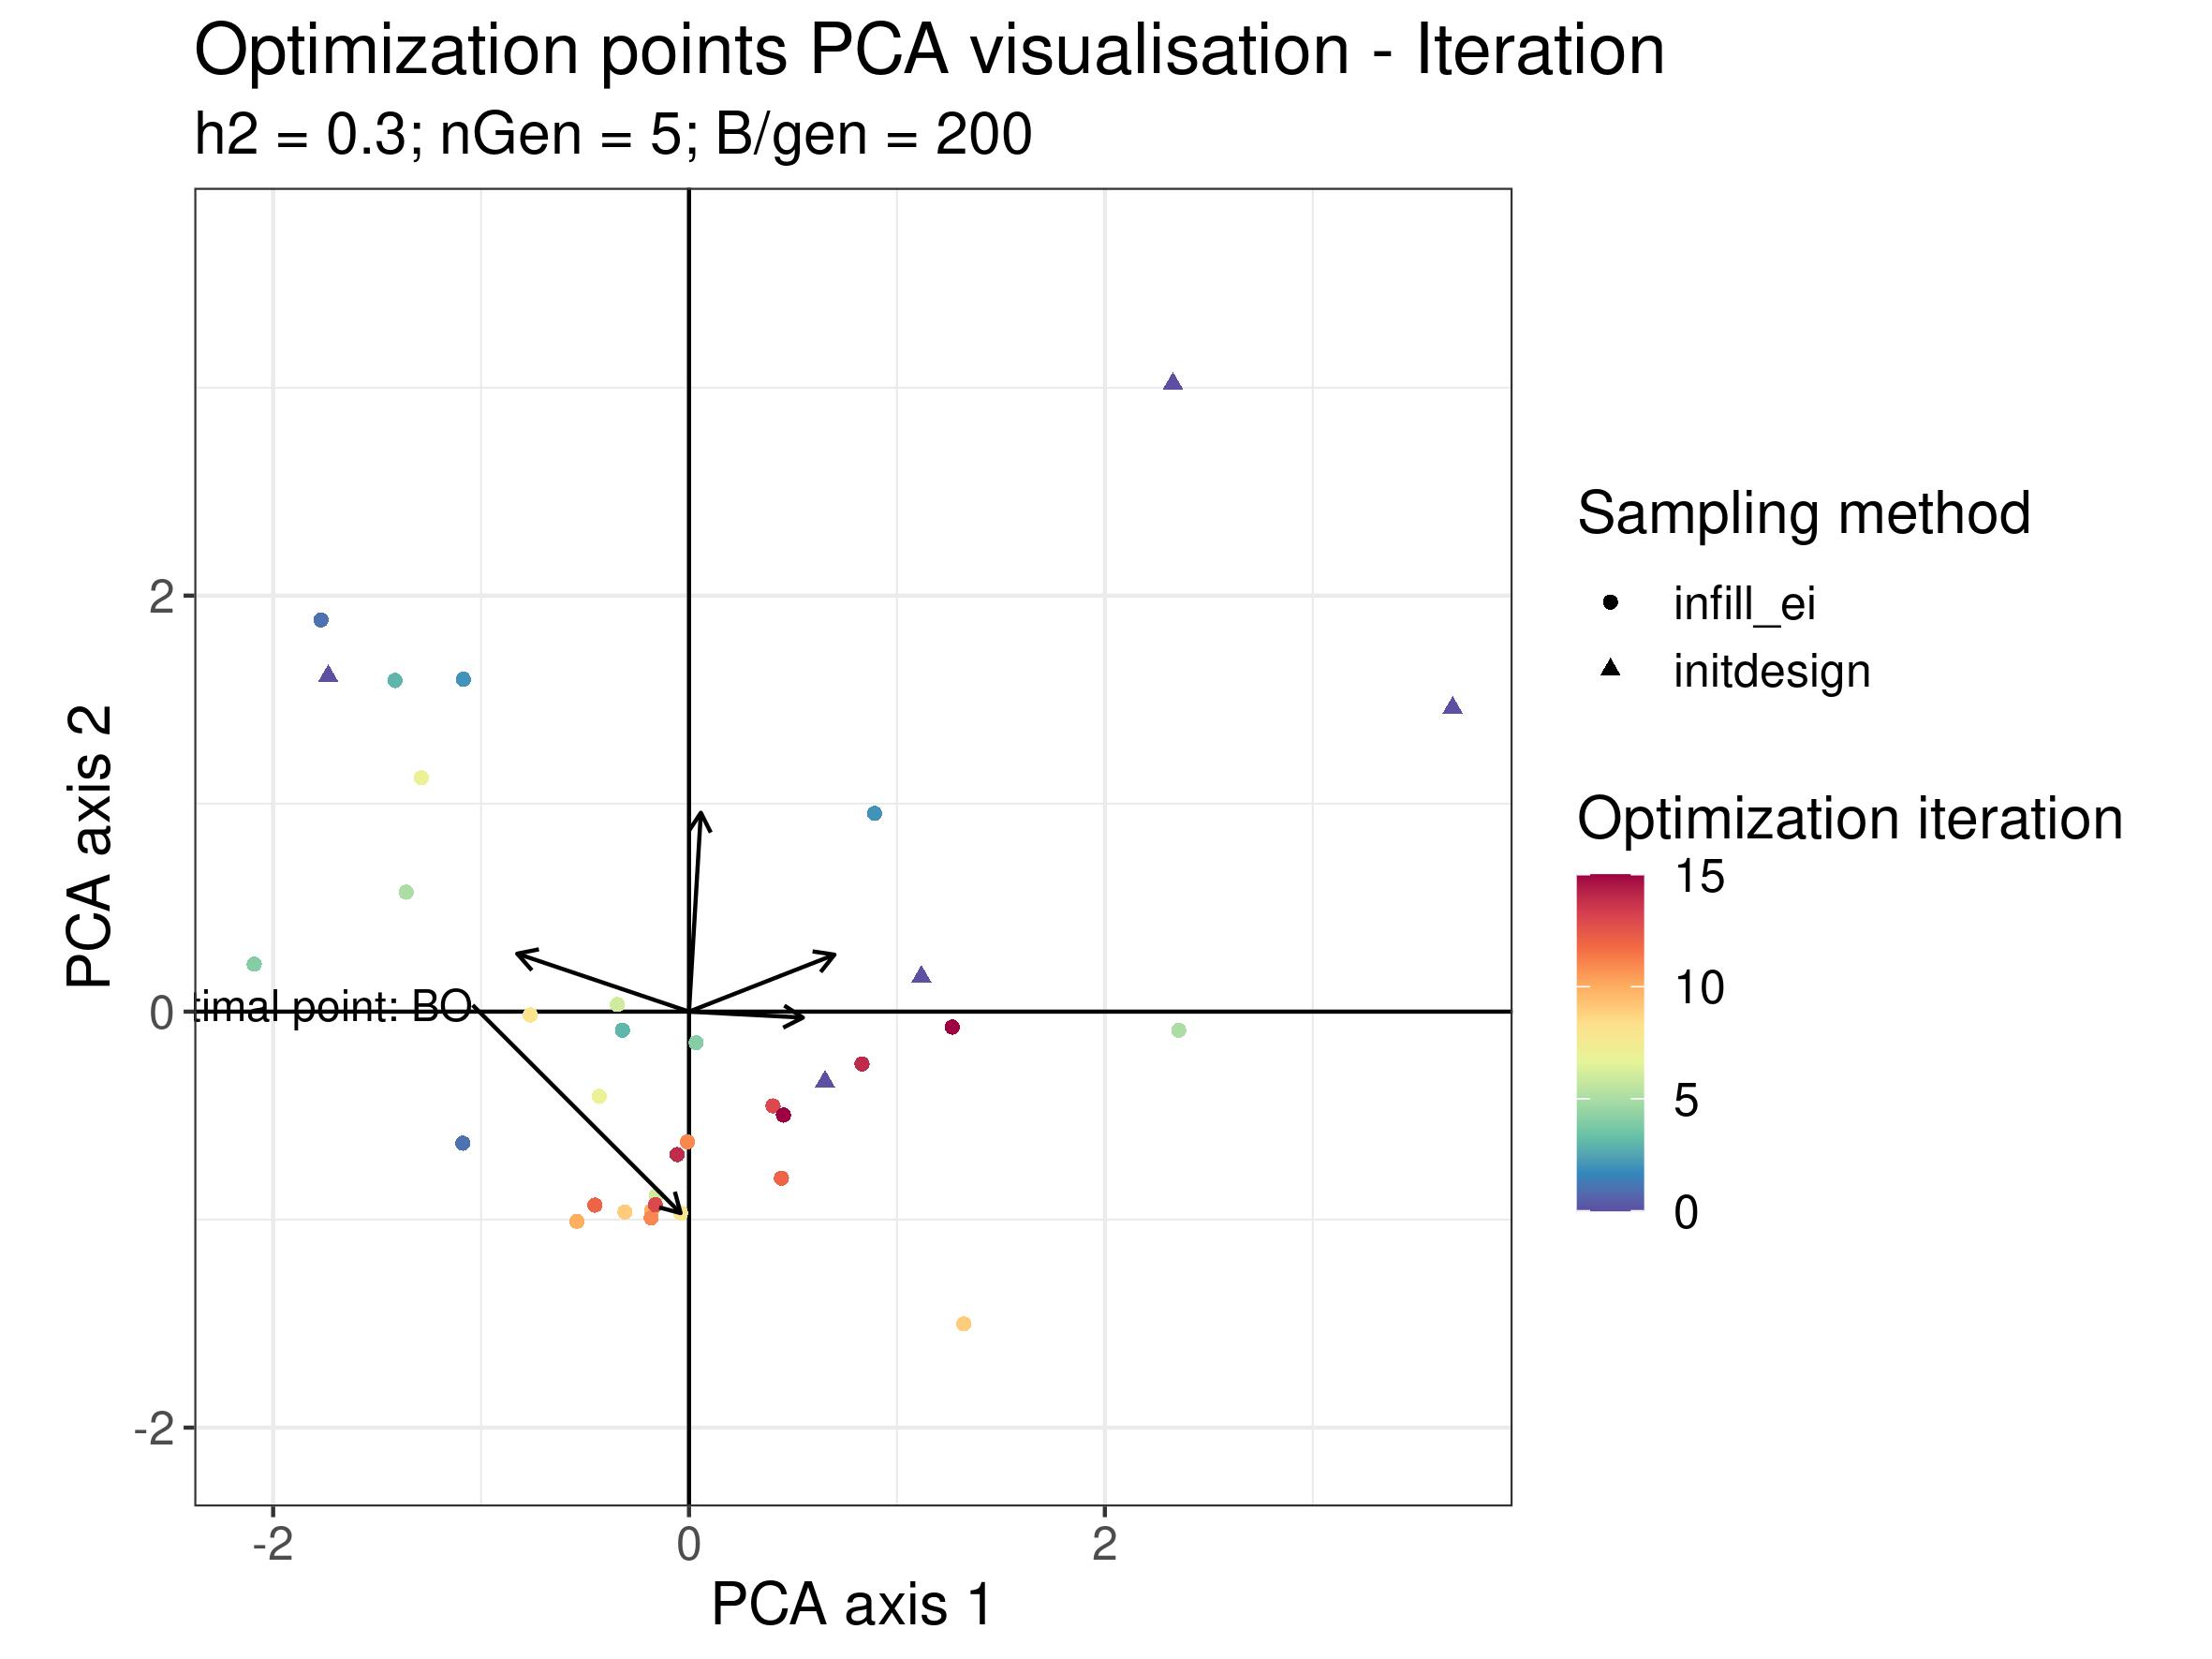 Optimization points PCA visualisation - Iteration
h2 = 0.3; nGen = 5; B/gen = 200
PCA axis 2
2
0
-2
timal point: BO
-2
0
2
PCA axis 1
Sampling method
infill_ei
initdesign
Optimization iteration
15
10
5
0